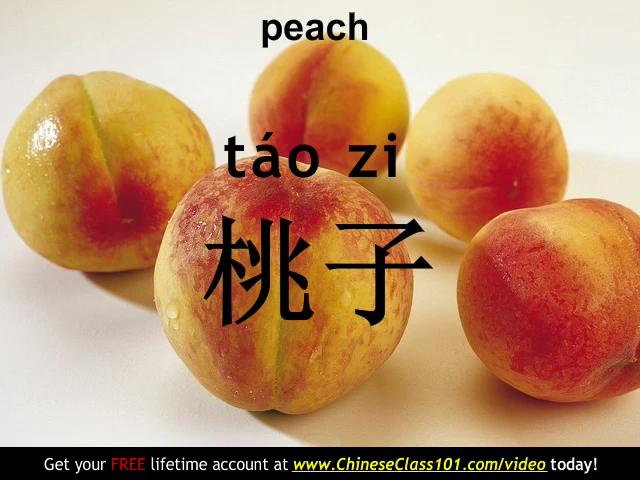 peach
táo zi
桃子
Get your FREE lifetime account at www.ChineseClass101.com/video today!